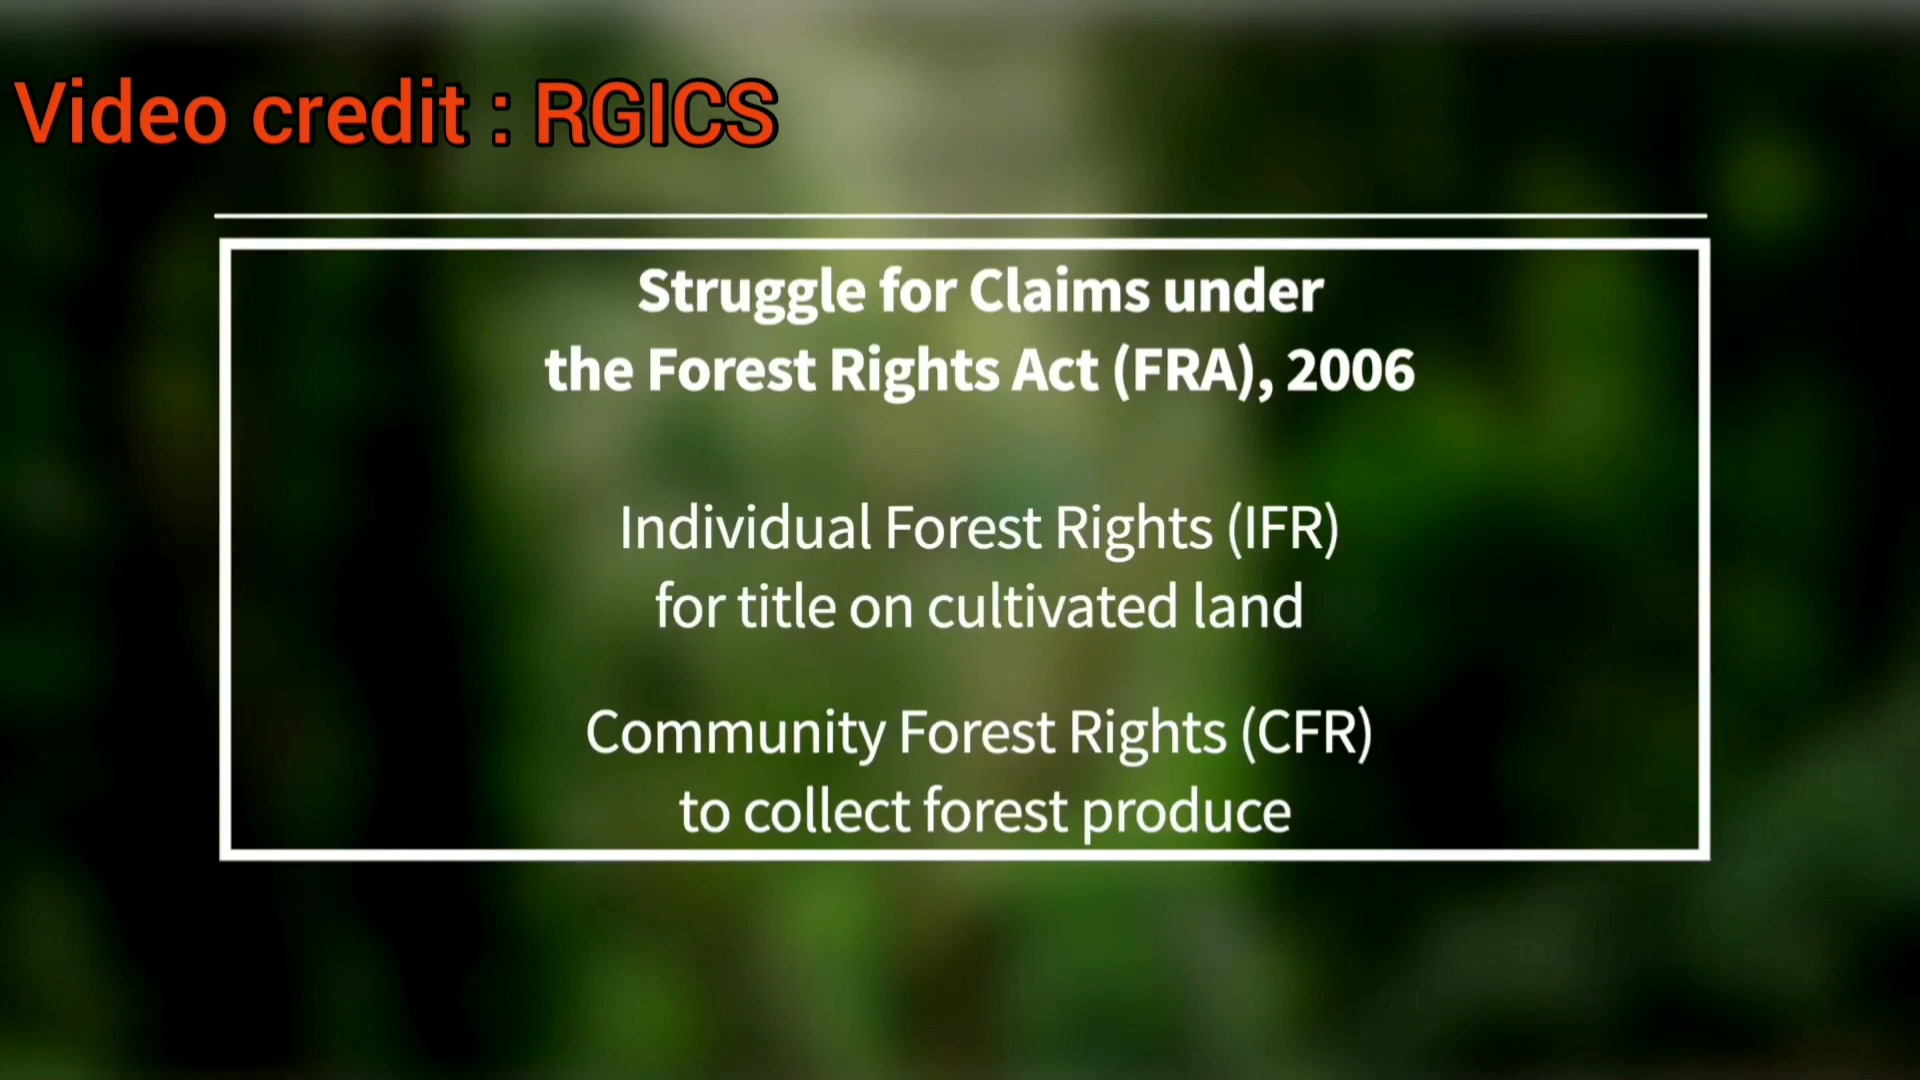 Video credit : RGICS
Struggle for Claims under
the Forest Rights Act (FRA), 2006
Individual Forest Rights (IFR)
for title on cultivated land
Community Forest Rights (CFR)
to collect forest produce